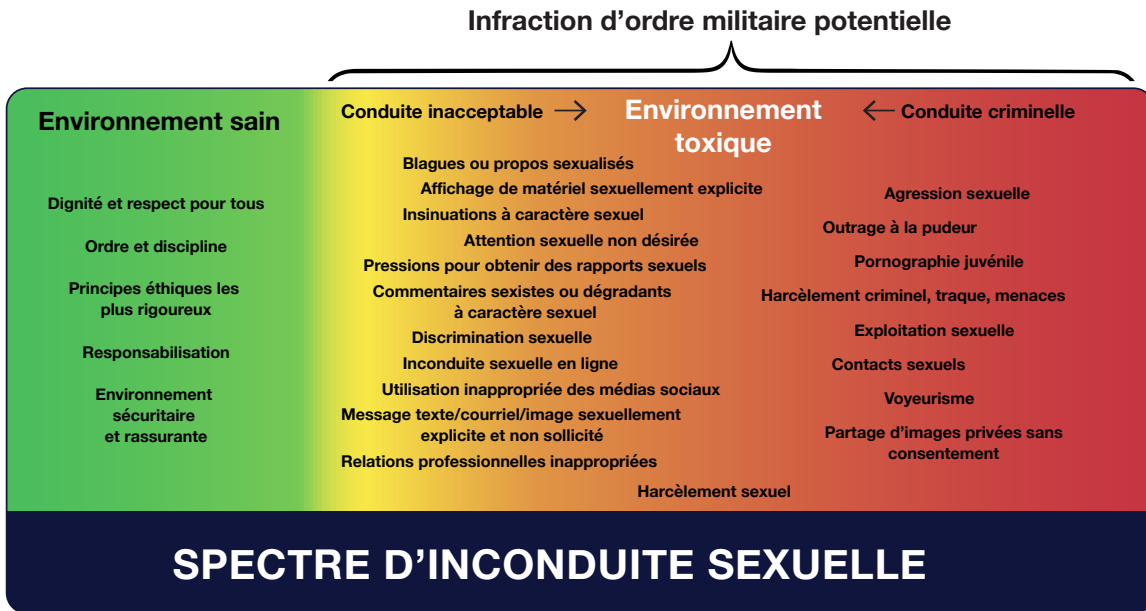 Infraction d'ordre militaire potentielle
Environnement sain
Dignité et respect pour tous
Ordre et discipline
Principes éthiques les
plus rigoureux
Responsabilisation
Environnement
sécuritaire
et rassurante
Conduite inacceptable →
Environnement
toxique
← Conduite criminelle
Blagues ou propos sexualisés
Affichage de matériel sexuellement explicite
Insinuations à caractère sexuel
Attention sexuelle non désirée
Pressions pour obtenir des rapports sexuels
Commentaires sexistes ou dégradants
à caractère sexuel
Discrimination sexuelle
Inconduite sexuelle en ligne
Utilisation inappropriée des médias sociaux
Message texte/courriel/image sexuellement
explicite et non sollicité
Relations professionnelles inappropriées
Harcèlement sexuel
Agression sexuelle
Outrage à la pudeur
Pornographie juvénile
Harcèlement criminel, traque, menaces
Exploitation sexuelle
Contacts sexuels
Voyeurisme
Partage d'images privées sans
consentement
SPECTRE D'INCONDUITE SEXUELLE